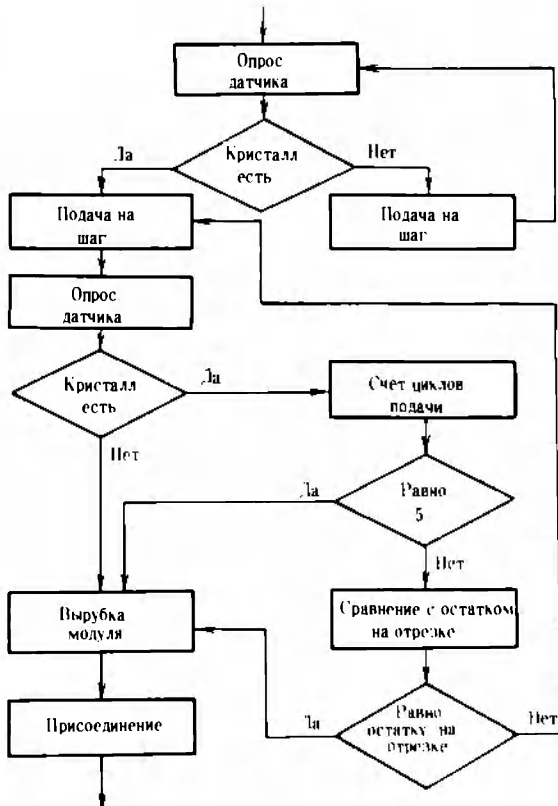 Опрос
датчика
Да
Кристалл
есть
Нет
Подача на
шаг
Подача на
шаг
Опрос
датчика
Кристалл
есть
Да
Счет циклов
подачи
Нет
Да
Равно
5
Нет
Вырубка
модуля
Сравнение с остатком
на отрезке
Присоединение
Да
Равно
остатку на
отрезке
Нет